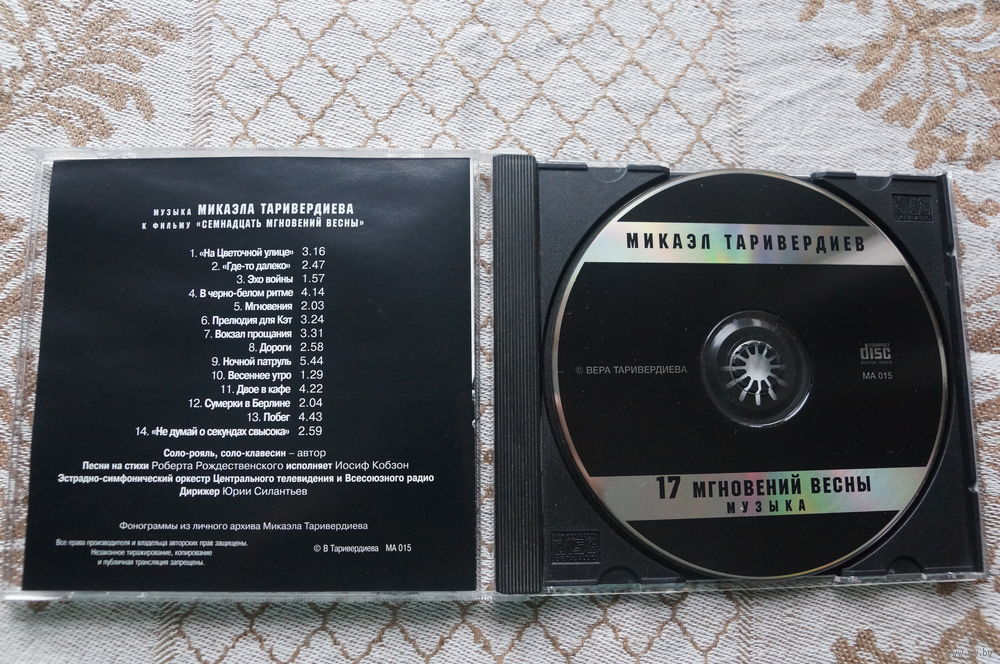 МУЗЫКА МИКАЭЛА ТАРИВЕРДИЕВА
К ФИЛЬМУ «СЕМНАДЦАТЬ МГНОВЕНИЙ ВЕСНЫ»
1. «На Цветочной улице» 3.16
2. «Где-то далеко» 2.47
3. Эхо войны 1.57
4. В черно-белом ритме 4.14
5. Мгновения 2.03
6. Прелюдия для Кэт 3.24
7. Вокзал прощания 3.31
8. Дороги 2.58
9. Ночной патруль 5.44
10. Весеннее утро 1.29
11. Двое в кафе 4.22
12. Сумерки в Берлине 2.04
13. Побег 4.43
14. «Не думай о секундах свысока» 2.59
Соло-рояль, соло-клавесин – автор
Песни на стихи Роберта Рождественского исполняет Иосиф Кобзон
Эстрадно-симфонический оркестр Центрального телевидения и Всесоюзного радио
Дирижер Юрии Силантьев
Фонограммы из личного архива Микаэла Таривердиева
Все права производителя и владельца авторских прав защищены.
Незаконное тиражирование, копирование
и публичная трансляция запрещены.
© В Таривердиева МА 015
МИКАЭЛ ТАРИВЕРДИЕВ
© ВЕРА ТАРИВЕРДИЕВА
COMPACT
disc
DIGITAL AUDIO
МА 015
17 МГНОВЕНИЙ ВЕСНЫ
МУЗЫКА